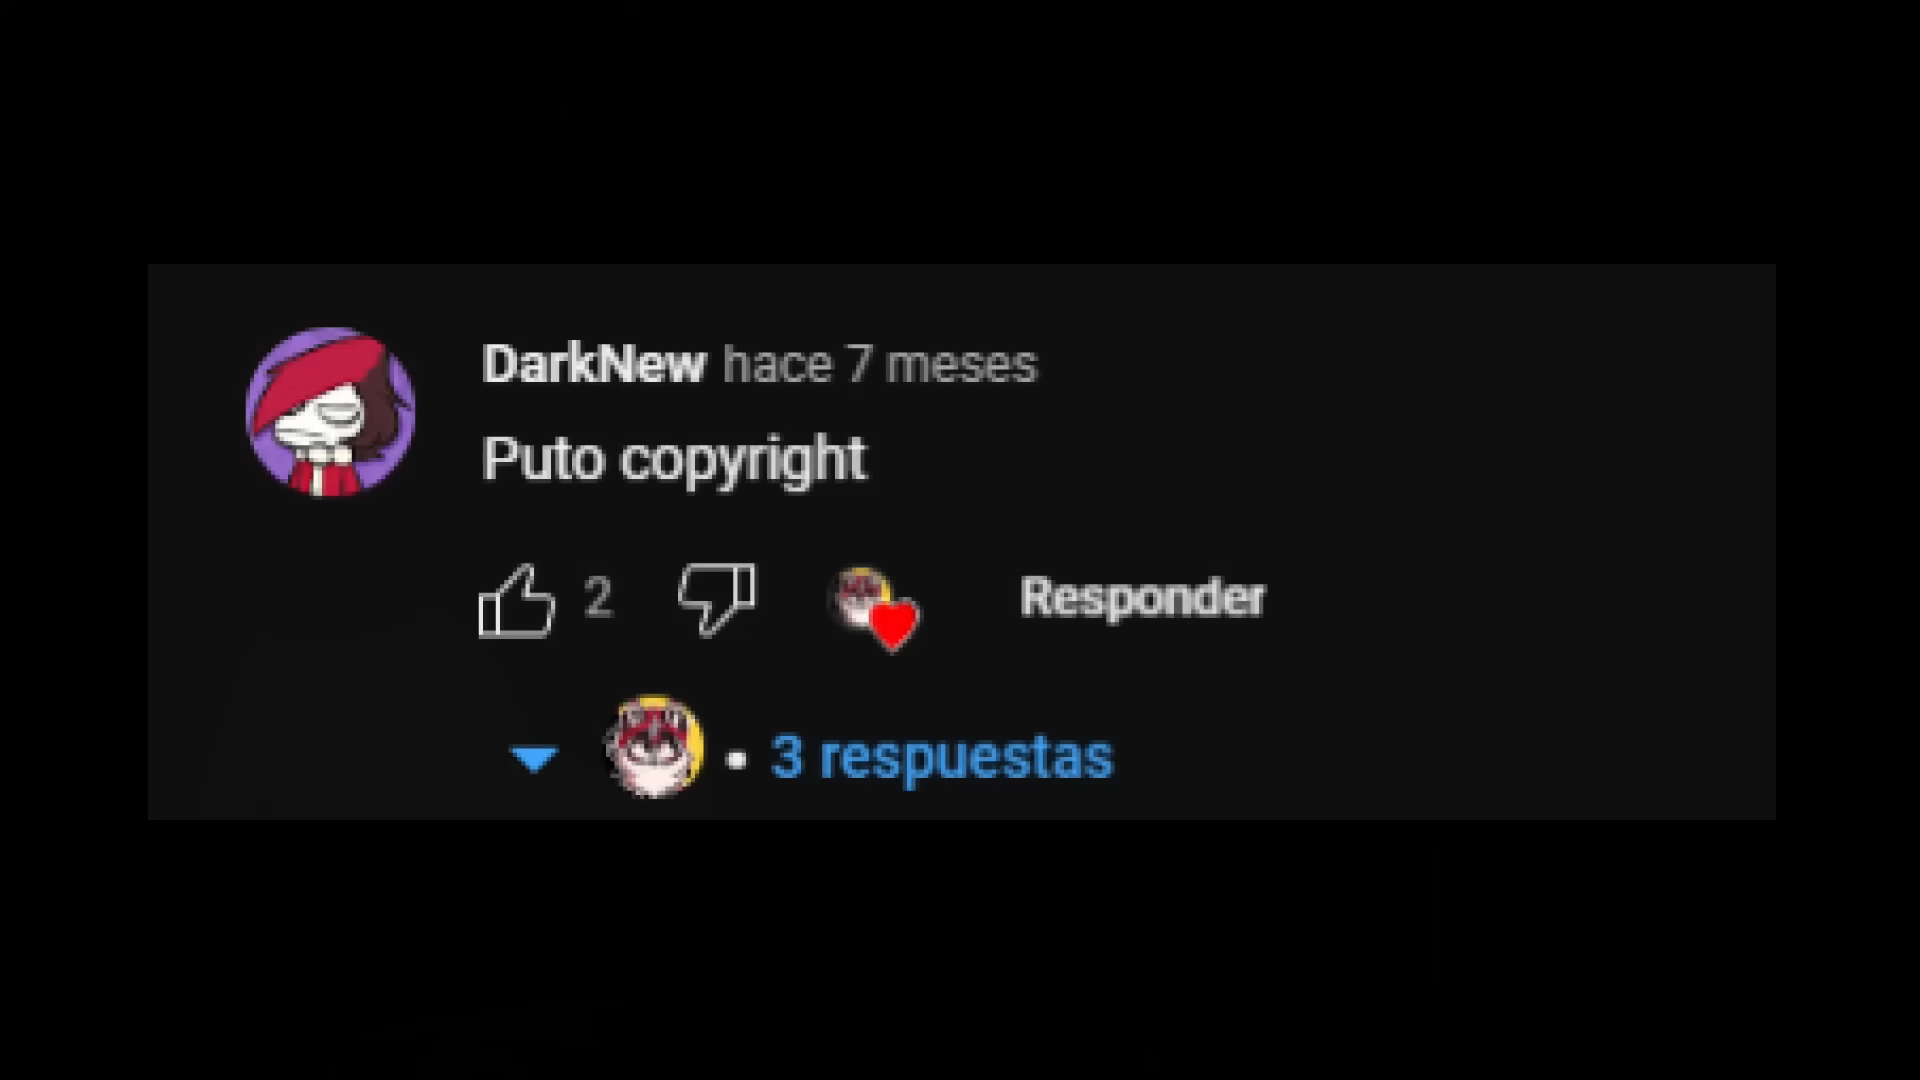 DarkNew hace 7 meses
Puto copyright
2 Responder
• 3 respuestas